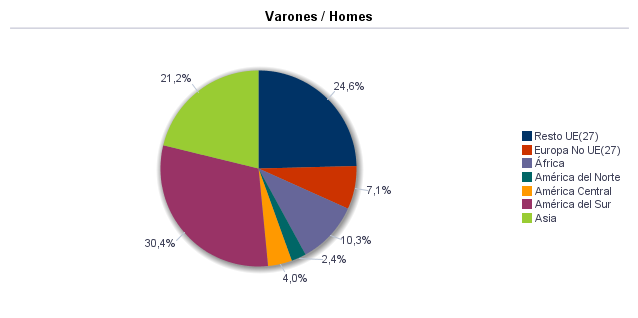 Varones / Homes
21,2%
24,6%
7,1%
10,3%
2,4%
4,0%
30,4%
Resto UE(27)
Europa No UE(27)
África
América del Norte
América Central
América del Sur
Asia